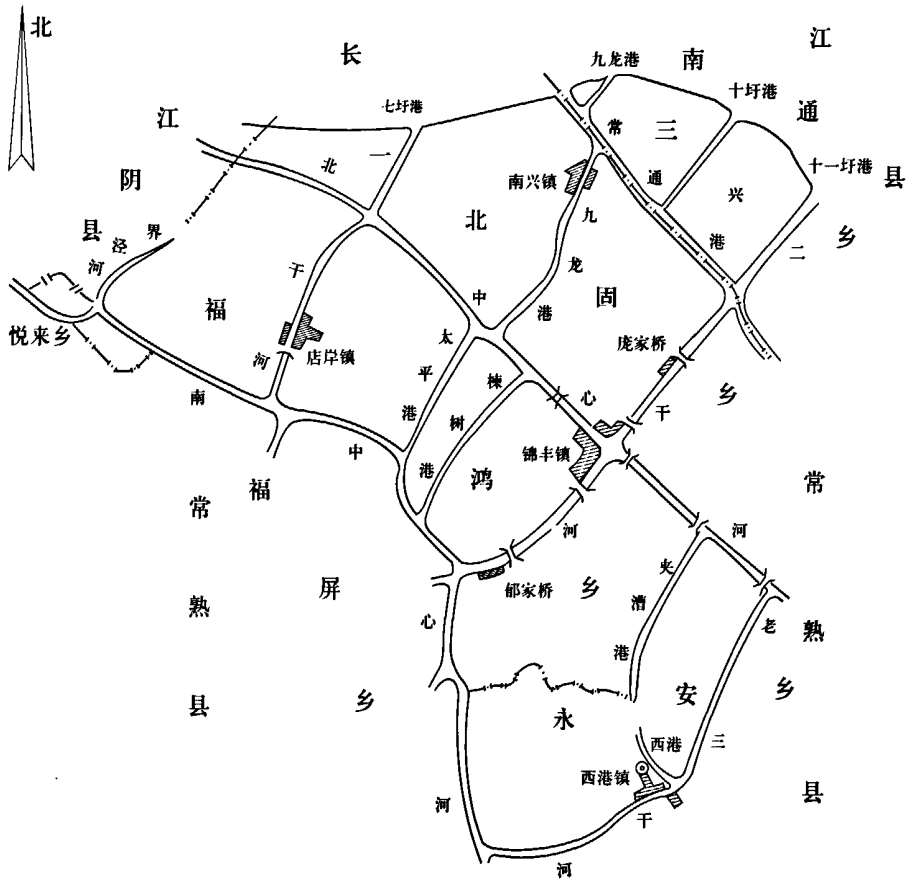 北
长
江
南通县
九龙港
十圩港
十一圩港
七圩港
江阴县
界泾河
一干河
北中心河
常通港
三兴乡
南兴镇
九龙港
北固乡
二干河
庞家桥
福
店岸镇
悦来乡
南中心河
太平港
楝树港
鸿
乡
锦丰镇
常熟县
福屏乡
郁家桥
夹漕港
老三干河
永安乡
西港
西港镇
常熟县